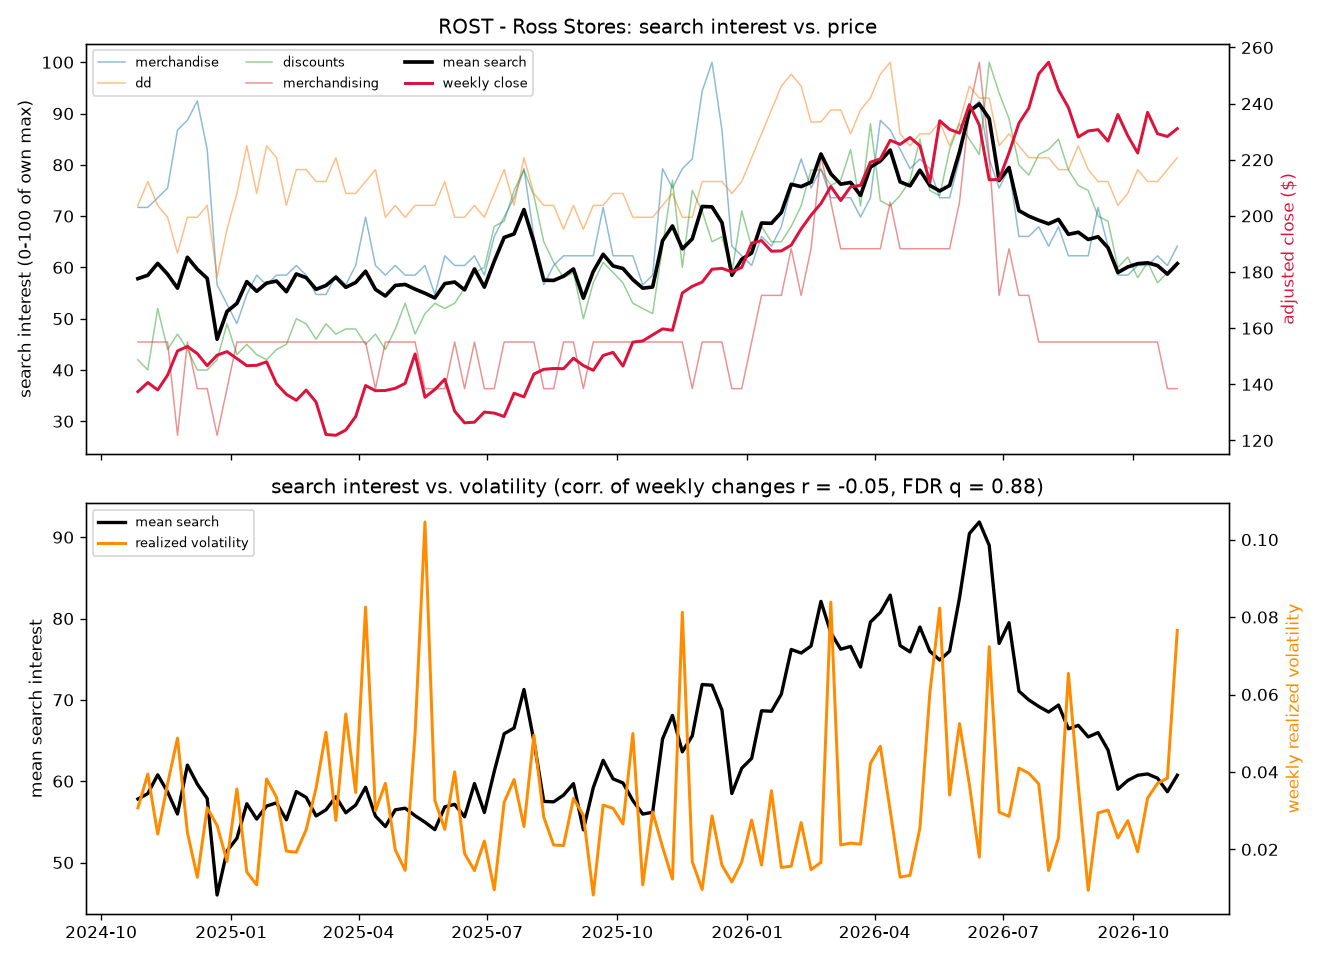 ROST - Ross Stores: search interest vs. price
merchandise
dd
discounts
merchandising
mean search
weekly close
search interest (0-100 of own max)
100
90
80
70
60
50
40
30
260
240
220
200
180
160
140
120
adjusted close ($)
search interest vs. volatility (corr. of weekly changes r = -0.05, FDR q = 0.88)
mean search
realized volatility
mean search interest
90
80
70
60
50
0.10
0.08
0.06
0.04
0.02
weekly realized volatility
2024-10
2025-01
2025-04
2025-07
2025-10
2026-01
2026-04
2026-07
2026-10